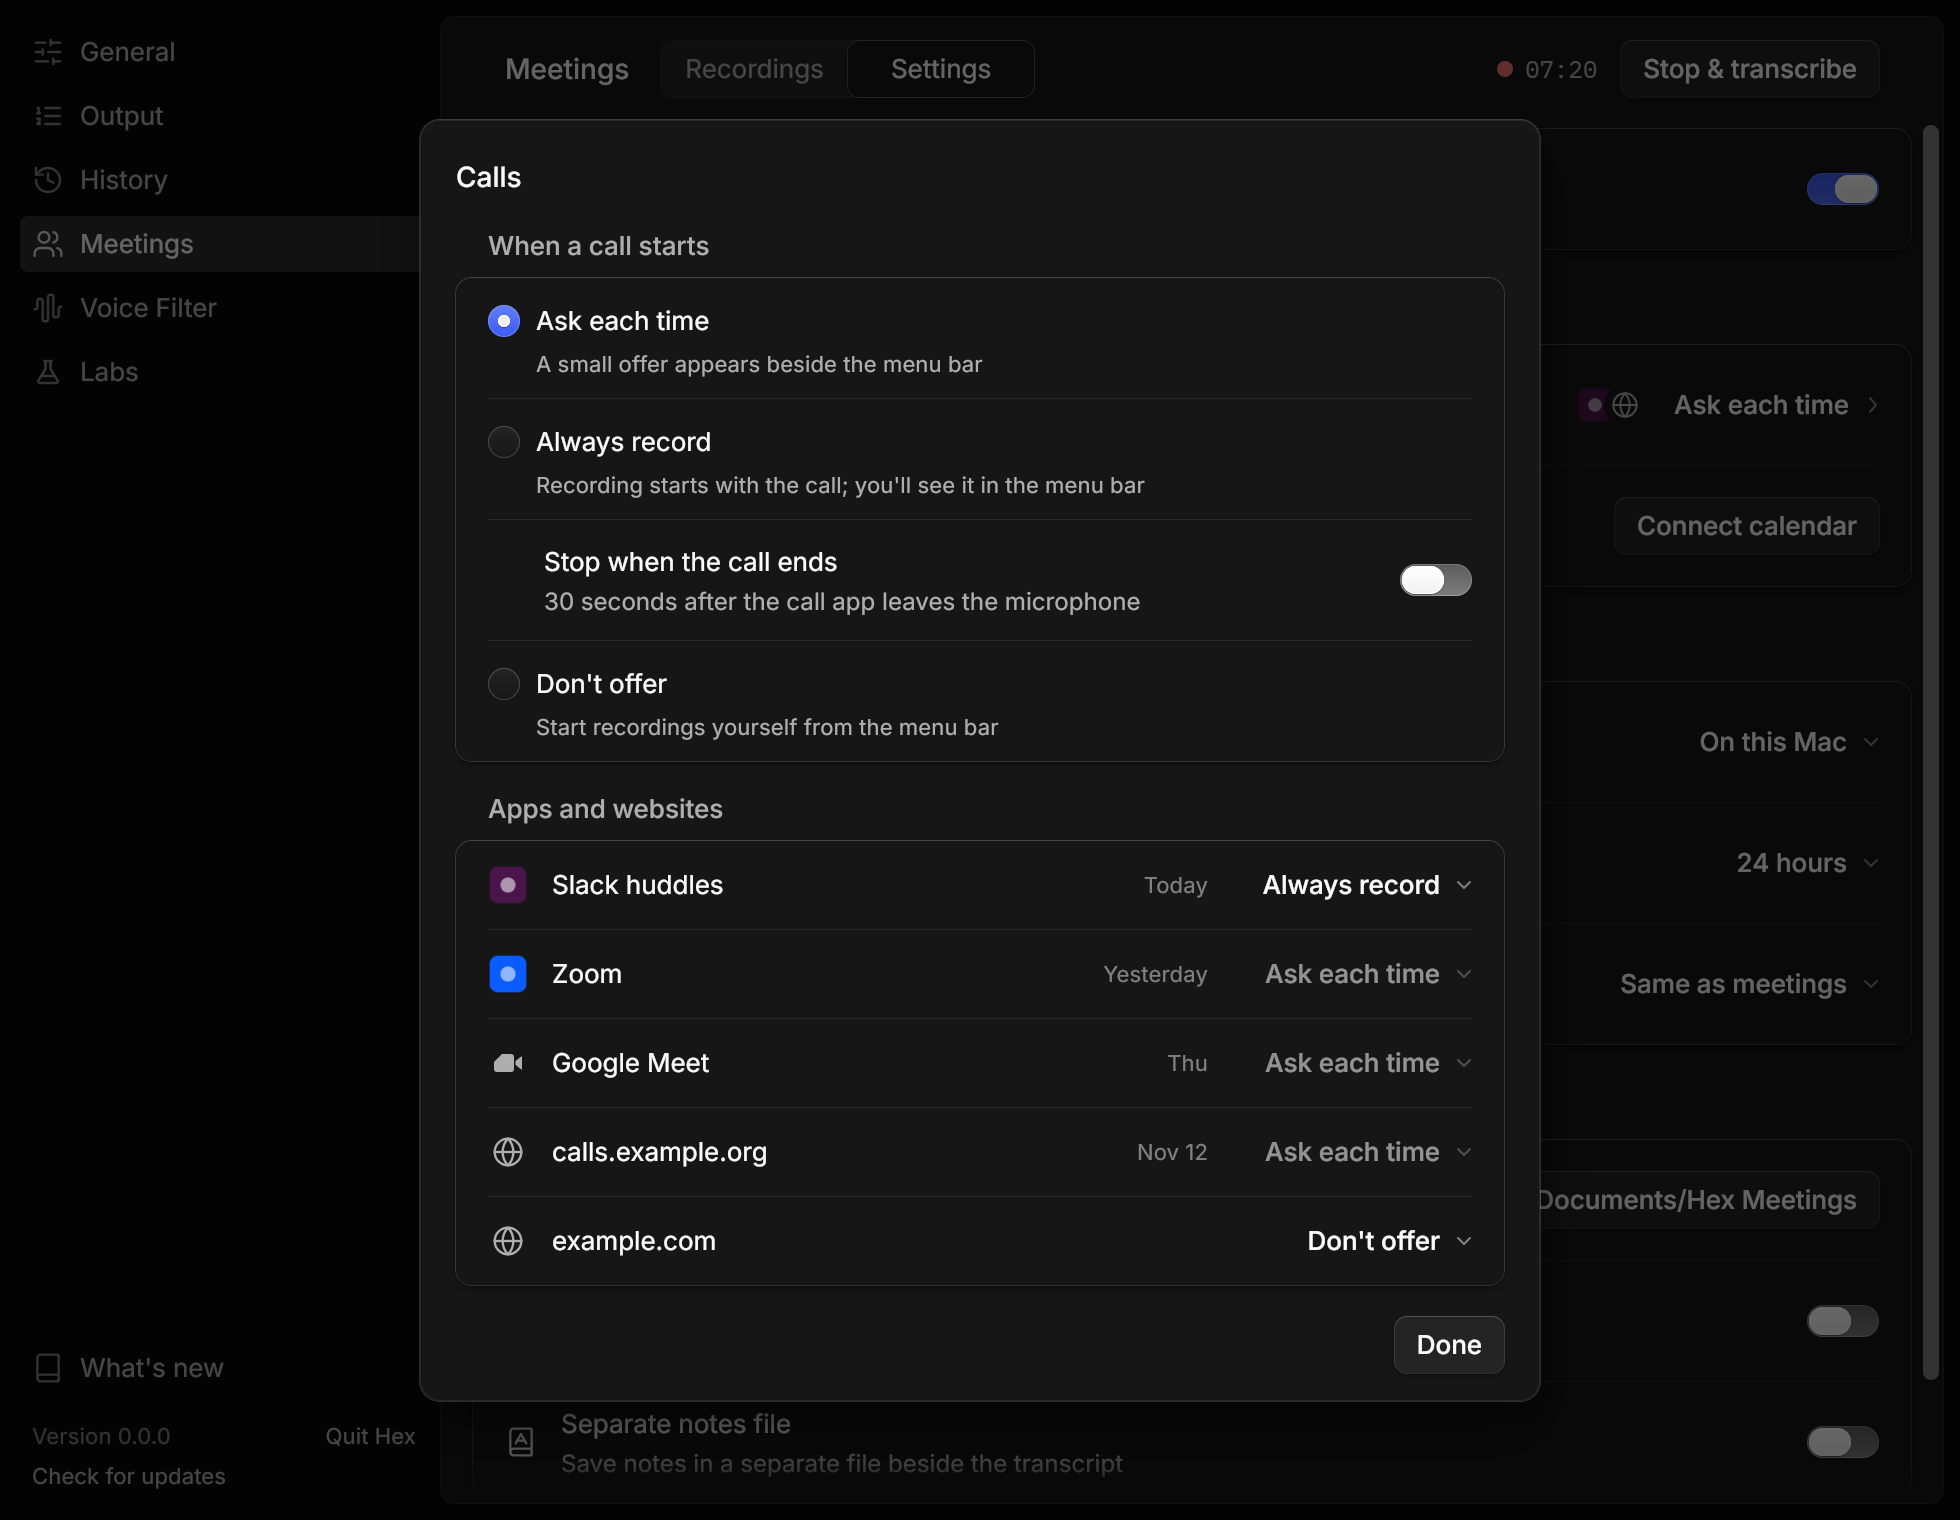 General
Output
History
Meetings
Voice Filter
Labs
What's new
Version 0.0.0
Quit Hex
Check for updates
Meetings
Recordings
Settings
07:20
Stop & transcribe
Calls
When a call starts
Ask each time
A small offer appears beside the menu bar
Always record
Recording starts with the call; you'll see it in the menu bar
Stop when the call ends
30 seconds after the call app leaves the microphone
Don't offer
Start recordings yourself from the menu bar
Apps and websites
Slack huddles
Today
Always record
Zoom
Yesterday
Ask each time
Google Meet
Thu
Ask each time
calls.example.org
Nov 12
Ask each time
example.com
Don't offer
Done
Ask each time
Connect calendar
On this Mac
24 hours
Same as meetings
Documents/Hex Meetings
Separate notes file
Save notes in a separate file beside the transcript